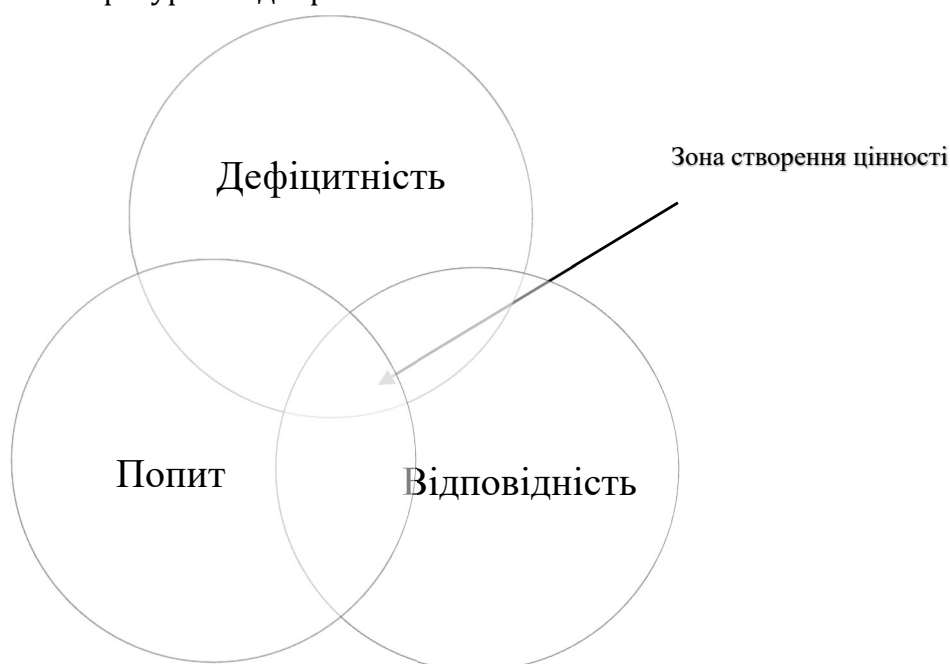 Дефіцитність
Зона створення цінності
Попит
Відповідність